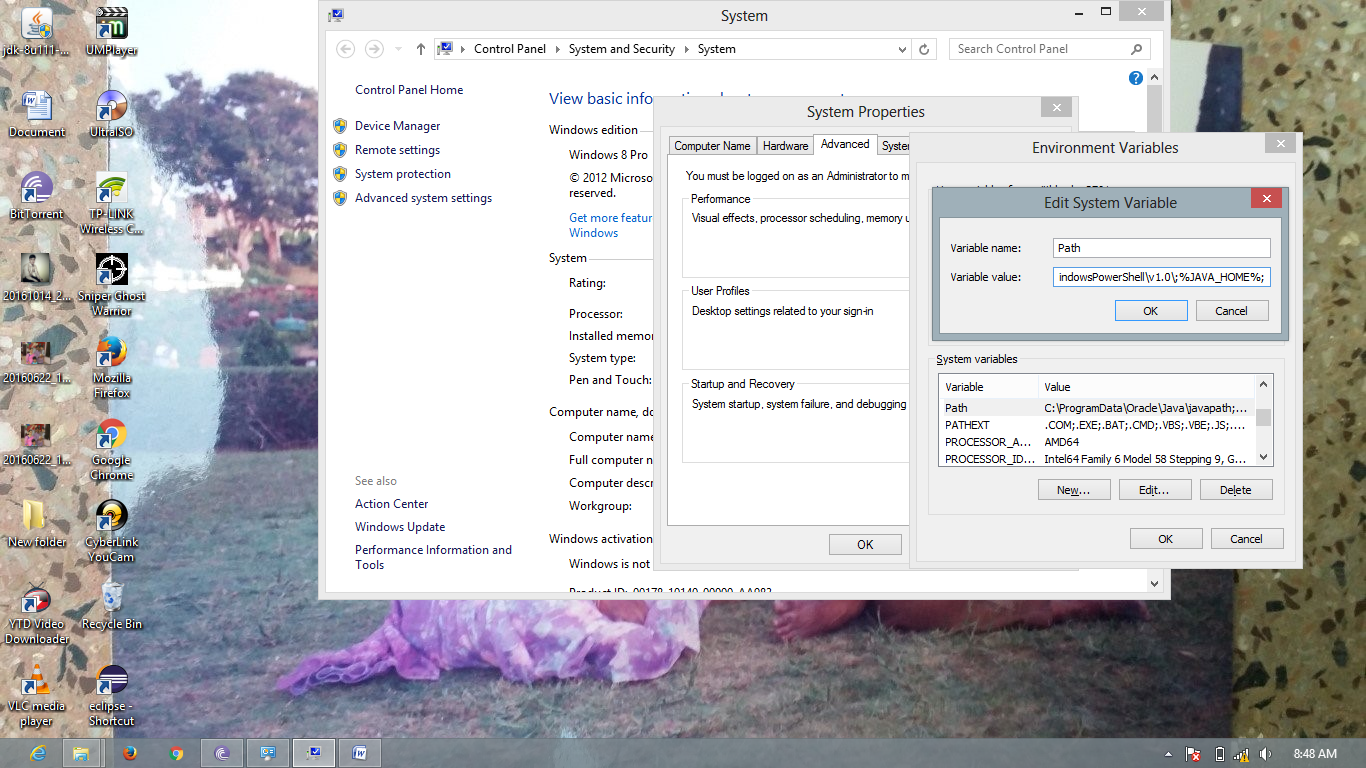 jdk-8u111-...
UMPlayer
Document
UltraISO
BitTorrent
TP-LINK
Wireless C...
20161014_2...
Sniper Ghost
Warrior
20160622_1...
Mozilla
Firefox
20160622_1...
Google
Chrome
New folder
CyberLink
YouCam
YTD Video
Downloader
Recycle Bin
VLC media
player
eclipse -
Shortcut
System
Control Panel
System and Security
System
Search Control Panel
Control Panel Home
Device Manager
Remote settings
System protection
Advanced system settings
See also
Action Center
Windows Update
Performance Information and
Tools
View basic
Windows edition
Windows 8 Pro
© 2012
reserved.
Get more
Windows
System
Rating:
Processor:
Installed
System type:
Pen and Touch:
Computer name,
Computer
Full computer
Computer
Workgroup:
Windows
Windows is not
System Properties
Computer Name
Hardware
Advanced
You must be logged on as an Administrator to
Performance
Visual effects, processor scheduling, memory
User Profiles
Desktop settings related to your sign-in
Startup and Recovery
System startup, system failure, and debugging
OK
Environment Variables
Edit System Variable
Variable name:
Path
Variable value:
indowsPowerShell\v1.0\;%JAVA_HOME%;
OK
Cancel
System variables
Variable
Value
Path
C:\ProgramData\Oracle\Java\javapath;...
PATHEXT
.COM;.EXE;.BAT;.CMD;.VBS;.VBE;.JS;....
PROCESSOR_A...
AMD64
PROCESSOR_ID...
Intel64 Family 6 Model 58 Stepping 9, G...
New...
Edit...
Delete
OK
Cancel
8:48 AM